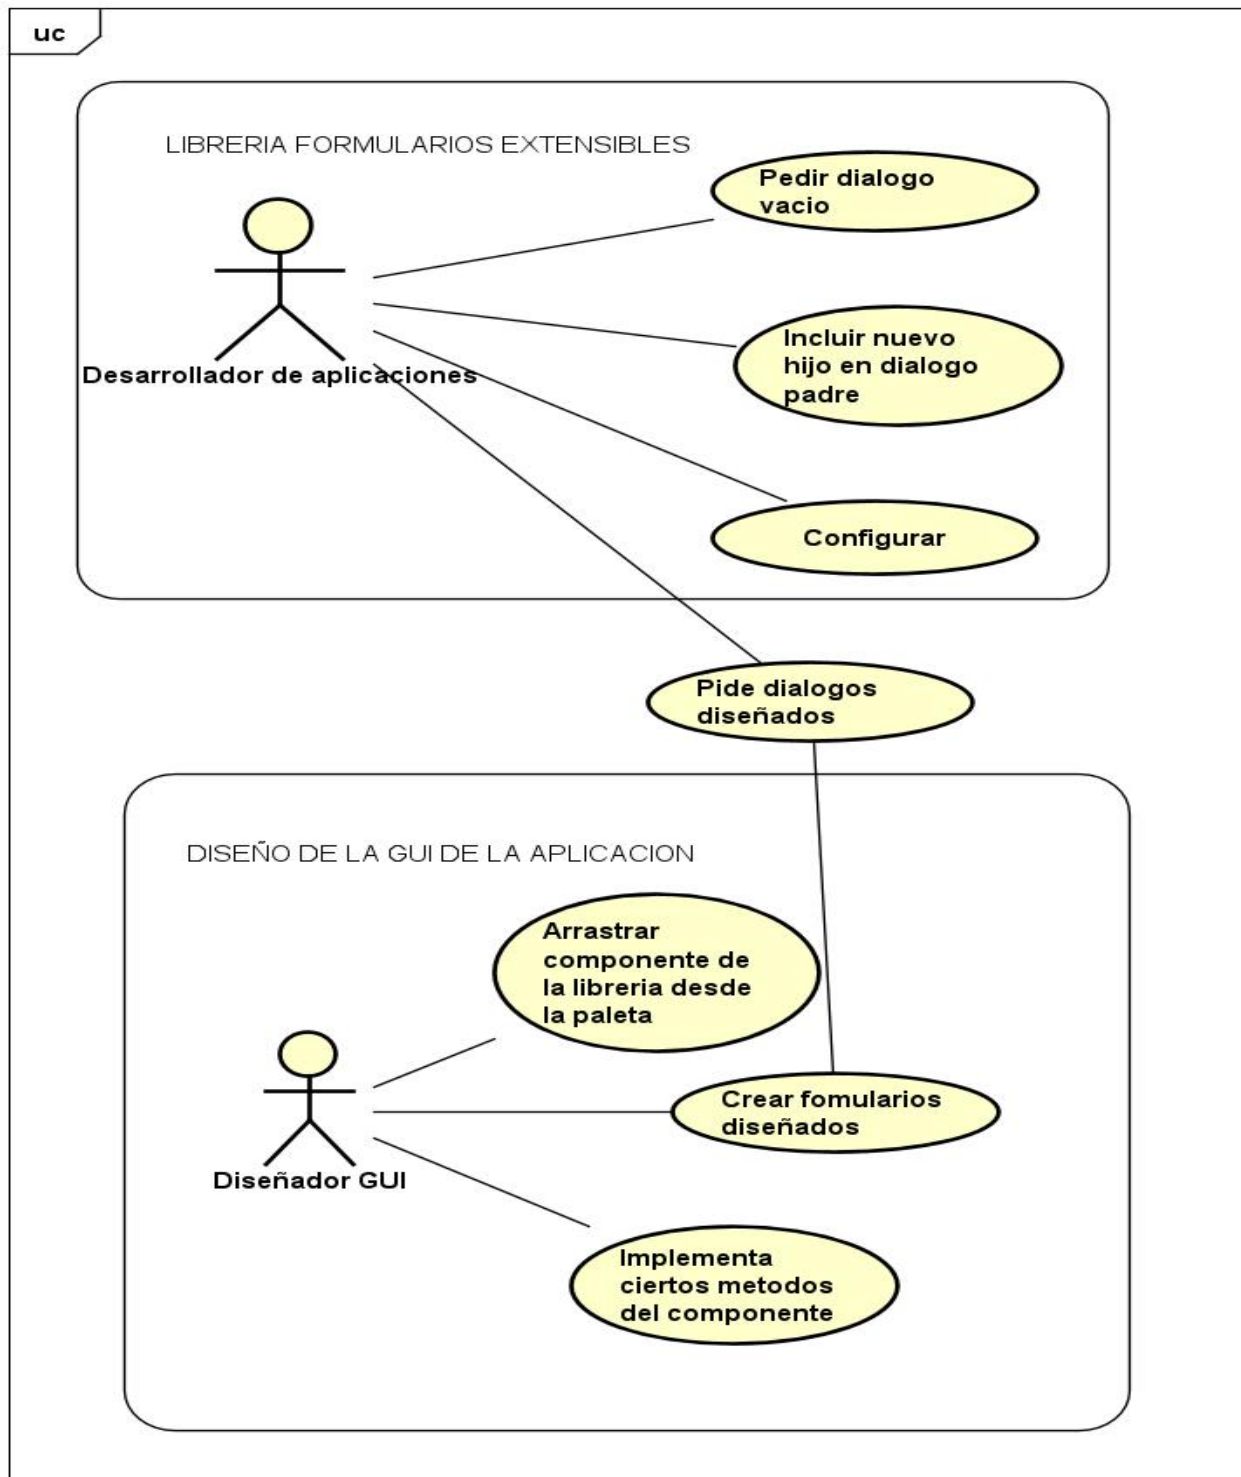 uc
LIBRERIA FORMULARIOS EXTENSIBLES
Pedir dialogo
vacio
Incluir nuevo
hijo en dialogo
padre
Desarrollador de aplicaciones
Configurar
Pide dialogos
diseñados
DISEÑO DE LA GUI DE LA APLICACION
Arrastrar
componente de
la libreria desde
la paleta
Crear fomularios
diseñados
Diseñador GUI
Implementa
ciertos metodos
del componente